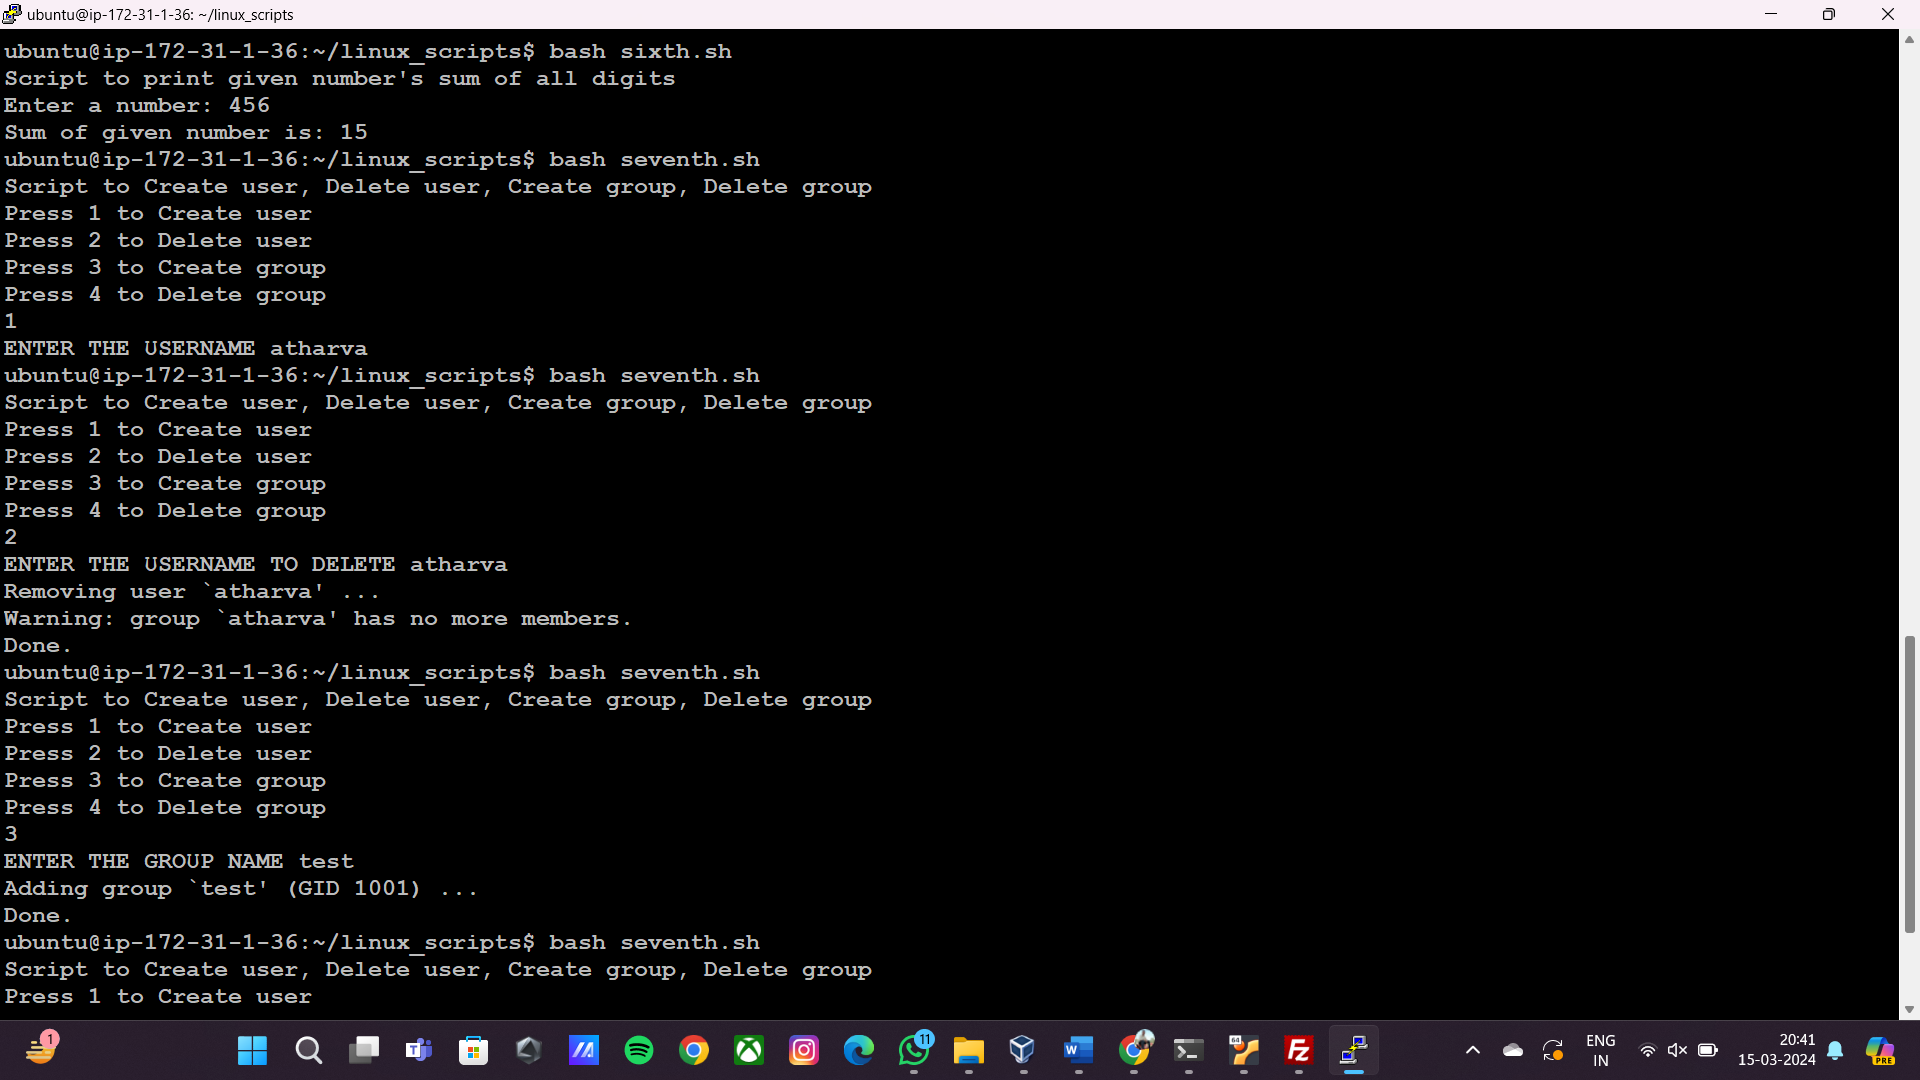 ubuntu@ip-172-31-1-36: ~/linux_scripts
ubuntu@ip-172-31-1-36:~/linux_scripts$ bash sixth.sh
Script to print given number's sum of all digits
Enter a number: 456
Sum of given number is: 15
ubuntu@ip-172-31-1-36:~/linux_scripts$ bash seventh.sh
Script to Create user, Delete user, Create group, Delete group
Press 1 to Create user
Press 2 to Delete user
Press 3 to Create group
Press 4 to Delete group
1
ENTER THE USERNAME atharva
ubuntu@ip-172-31-1-36:~/linux_scripts$ bash seventh.sh
Script to Create user, Delete user, Create group, Delete group
Press 1 to Create user
Press 2 to Delete user
Press 3 to Create group
Press 4 to Delete group
2
ENTER THE USERNAME TO DELETE atharva
Removing user `atharva' ...
Warning: group `atharva' has no more members.
Done.
ubuntu@ip-172-31-1-36:~/linux_scripts$ bash seventh.sh
Script to Create user, Delete user, Create group, Delete group
Press 1 to Create user
Press 2 to Delete user
Press 3 to Create group
Press 4 to Delete group
3
ENTER THE GROUP NAME test
Adding group `test' (GID 1001) ...
Done.
ubuntu@ip-172-31-1-36:~/linux_scripts$ bash seventh.sh
Script to Create user, Delete user, Create group, Delete group
Press 1 to Create user
1
11
ENG
IN
20:41
15-03-2024
PRE